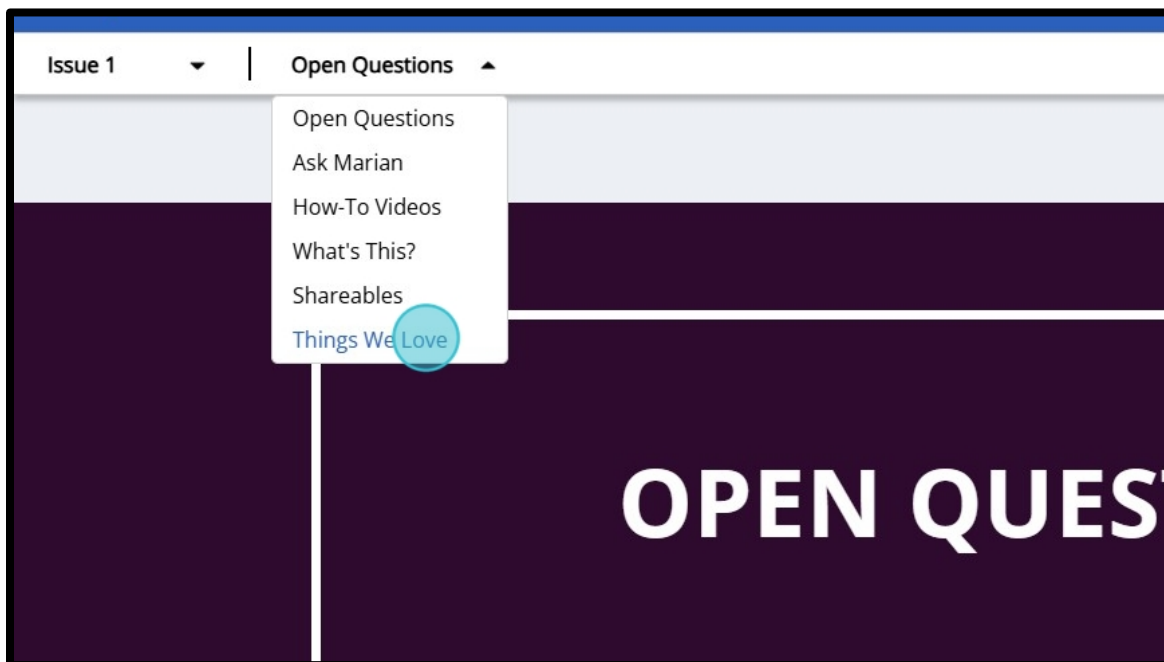 Issue 1
Open Questions
Open Questions
Ask Marian
How-To Videos
What's This?
Shareables
Things We Love
OPEN QUES